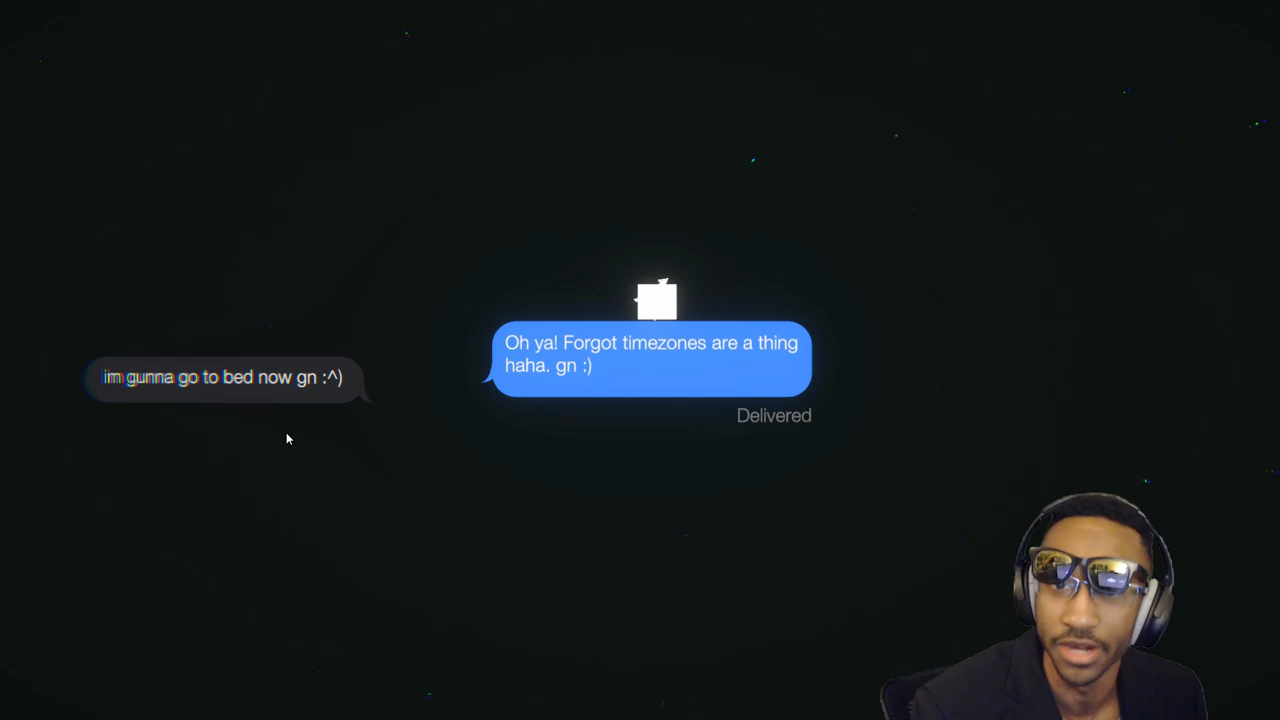 im gunna go to bed now gn :^)
Oh ya! Forgot timezones are a thing
haha. gn :)
Delivered